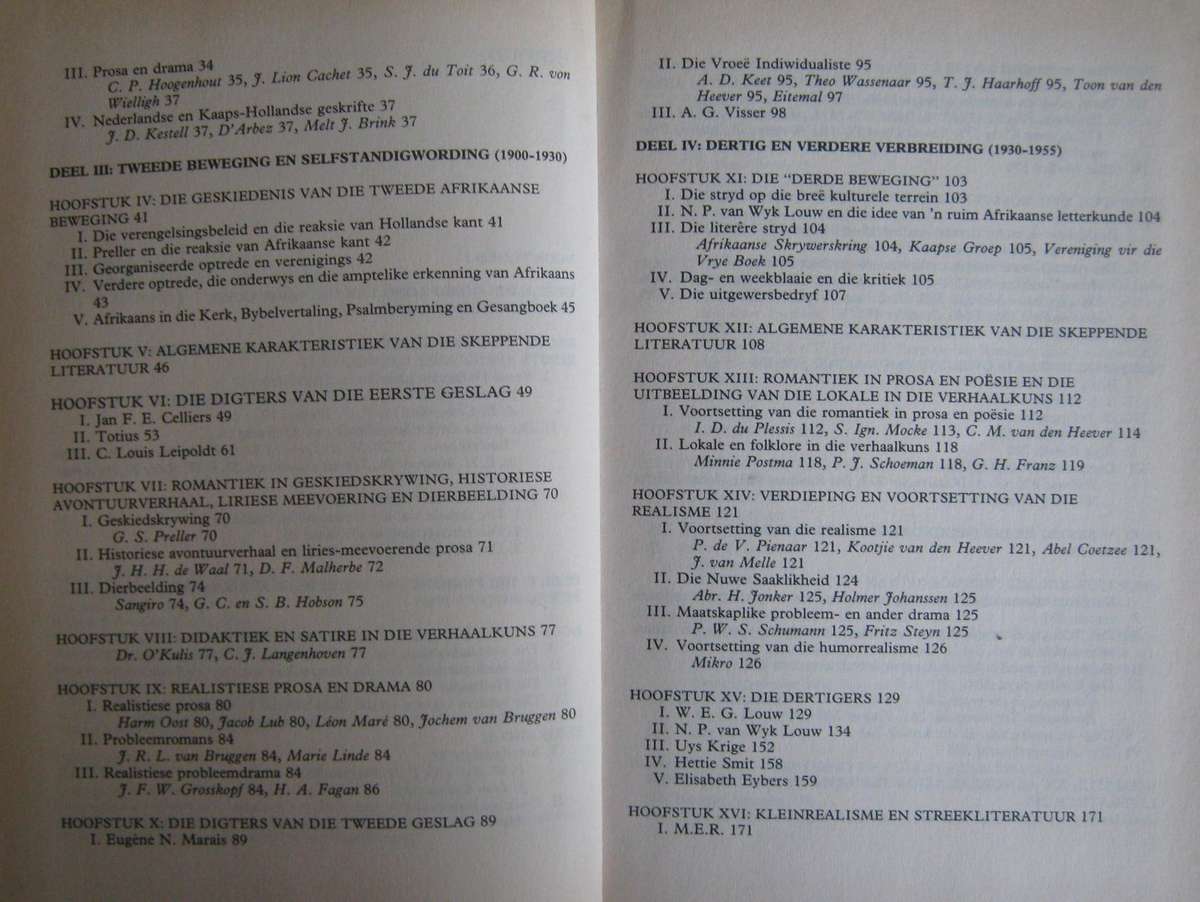 III. Prosa en drama 34
C. P. Hoogenhout 35, J. Lion Cachet 35, S. J. du Toit 36, G. R. von
Wielligh 37
IV. Nederlandse en Kaaps-Hollandse geskrifte 37
J. D. Kestell 37, D'Arbez 37, Melt J. Brink 37
DEEL III: TWEEDE BEWEGING EN SELFSTANDIGWORDING (1900-1930)
HOOFSTUK IV: DIE GESKIEDENIS VAN DIE TWEEDE AFRIKAANSE
BEWEGING 41
I. Die verengelsingsbeleid en die reaksie van Hollandse kant 41
II. Preller en die reaksie van Afrikaanse kant 42
III. Georganiseerde optrede en verenigings 42
IV. Verdere optrede, die onderwys en die amptelike erkenning van Afrikaans
43
V. Afrikaans in die Kerk, Bybelvertaling, Psalmberyming en Gesangboek 45
HOOFSTUK V: ALGEMENE KARAKTERISTIEK VAN DIE SKEPPENDE
LITERATUUR 46
HOOFSTUK VI: DIE DIGTERS VAN DIE EERSTE GESLAG 49
I. Jan F. E. Celliers 49
II. Totius 53
III. C. Louis Leipoldt 61
HOOFSTUK VII: ROMANTIEK IN GESKIEDSKRYWING, HISTORIESE
AVONTUURVERHAAL, LIRIESE MEEVOERING EN DIERBEELDING 70
I. Geskiedskrywing 70
G. S. Preller 70
II. Historiese avontuurverhaal en liries-meevoerende prosa 71
J. H. H. de Waal 71, D. F. Malherbe 72
III. Dierbeelding 74
Sangiro 74, G. C. en S. B. Hobson 75
HOOFSTUK VIII: DIDAKTIEK EN SATIRE IN DIE VERHAALKUNS 77
Dr. O'Kulis 77, C. J. Langenhoven 77
HOOFSTUK IX: REALISTIESE PROSA EN DRAMA 80
I. Realistiese prosa 80
Harm Oost 80, Jacob Lub 80, Léon Maré 80, Jochem van Bruggen 80
II. Probleemromans 84
J. R. L. van Bruggen 84, Marie Linde 84
III. Realistiese probleemdrama 84
J. F. W. Grosskopf 84, H. A. Fagan 86
HOOFSTUK X: DIE DIGTERS VAN DIE TWEEDE GESLAG 89
I. Eugène N. Marais 89
II. Die Vroeë Indiwidualiste 95
A. D. Keet 95, Theo Wassenaar 95, T. J. Haarhoff 95, Toon van den
Heever 95, Eitemal 97
III. A. G. Visser 98
DEEL IV: DERTIG EN VERDERE VERBREIDING (1930-1955)
HOOFSTUK XI: DIE "DERDE BEWEGING" 103
I. Die stryd op die breë kulturele terrein 103
II. N. P. van Wyk Louw en die idee van 'n ruim Afrikaanse letterkunde 104
III. Die literêre stryd 104
Afrikaanse Skrywerskring 104, Kaapse Groep 105, Vereniging vir die
Vrye Boek 105
IV. Dag- en weekblaaie en die kritiek 105
V. Die uitgewersbedryf 107
HOOFSTUK XII: ALGEMENE KARAKTERISTIEK VAN DIE SKEPPENDE
LITERATUUR 108
HOOFSTUK XIII: ROMANTIEK IN PROSA EN POËSIE EN DIE
UITBEELDING VAN DIE LOKALE IN DIE VERHAALKUNS 112
I. Voortsetting van die romantiek in prosa en poësie 112
I. D. du Plessis 112, S. Ign. Mocke 113, C. M. van den Heever 114
II. Lokale en folklore in die verhaalkuns 118
Minnie Postma 118, P. J. Schoeman 118, G. H. Franz 119
HOOFSTUK XIV: VERDIEPING EN VOORTSETTING VAN DIE
REALISME 121
I. Voortsetting van die realisme 121
P. de V. Pienaar 121, Kootjie van den Heever 121, Abel Coetzee 121,
J. van Melle 121
II. Die Nuwe Saaklikheid 124
Abr. H. Jonker 125, Holmer Johanssen 125
III. Maatskaplike probleem- en ander drama 125
P. W. S. Schumann 125, Fritz Steyn 125
IV. Voortsetting van die humorrealisme 126
Mikro 126
HOOFSTUK XV: DIE DERTIGERS 129
I. W. E. G. Louw 129
II. N. P. van Wyk Louw 134
III. Uys Krige 152
IV. Hettie Smit 158
V. Elisabeth Eybers 159
HOOFSTUK XVI: KLEINREALISME EN STREEKLITERATUUR 171
I. M.E.R. 171